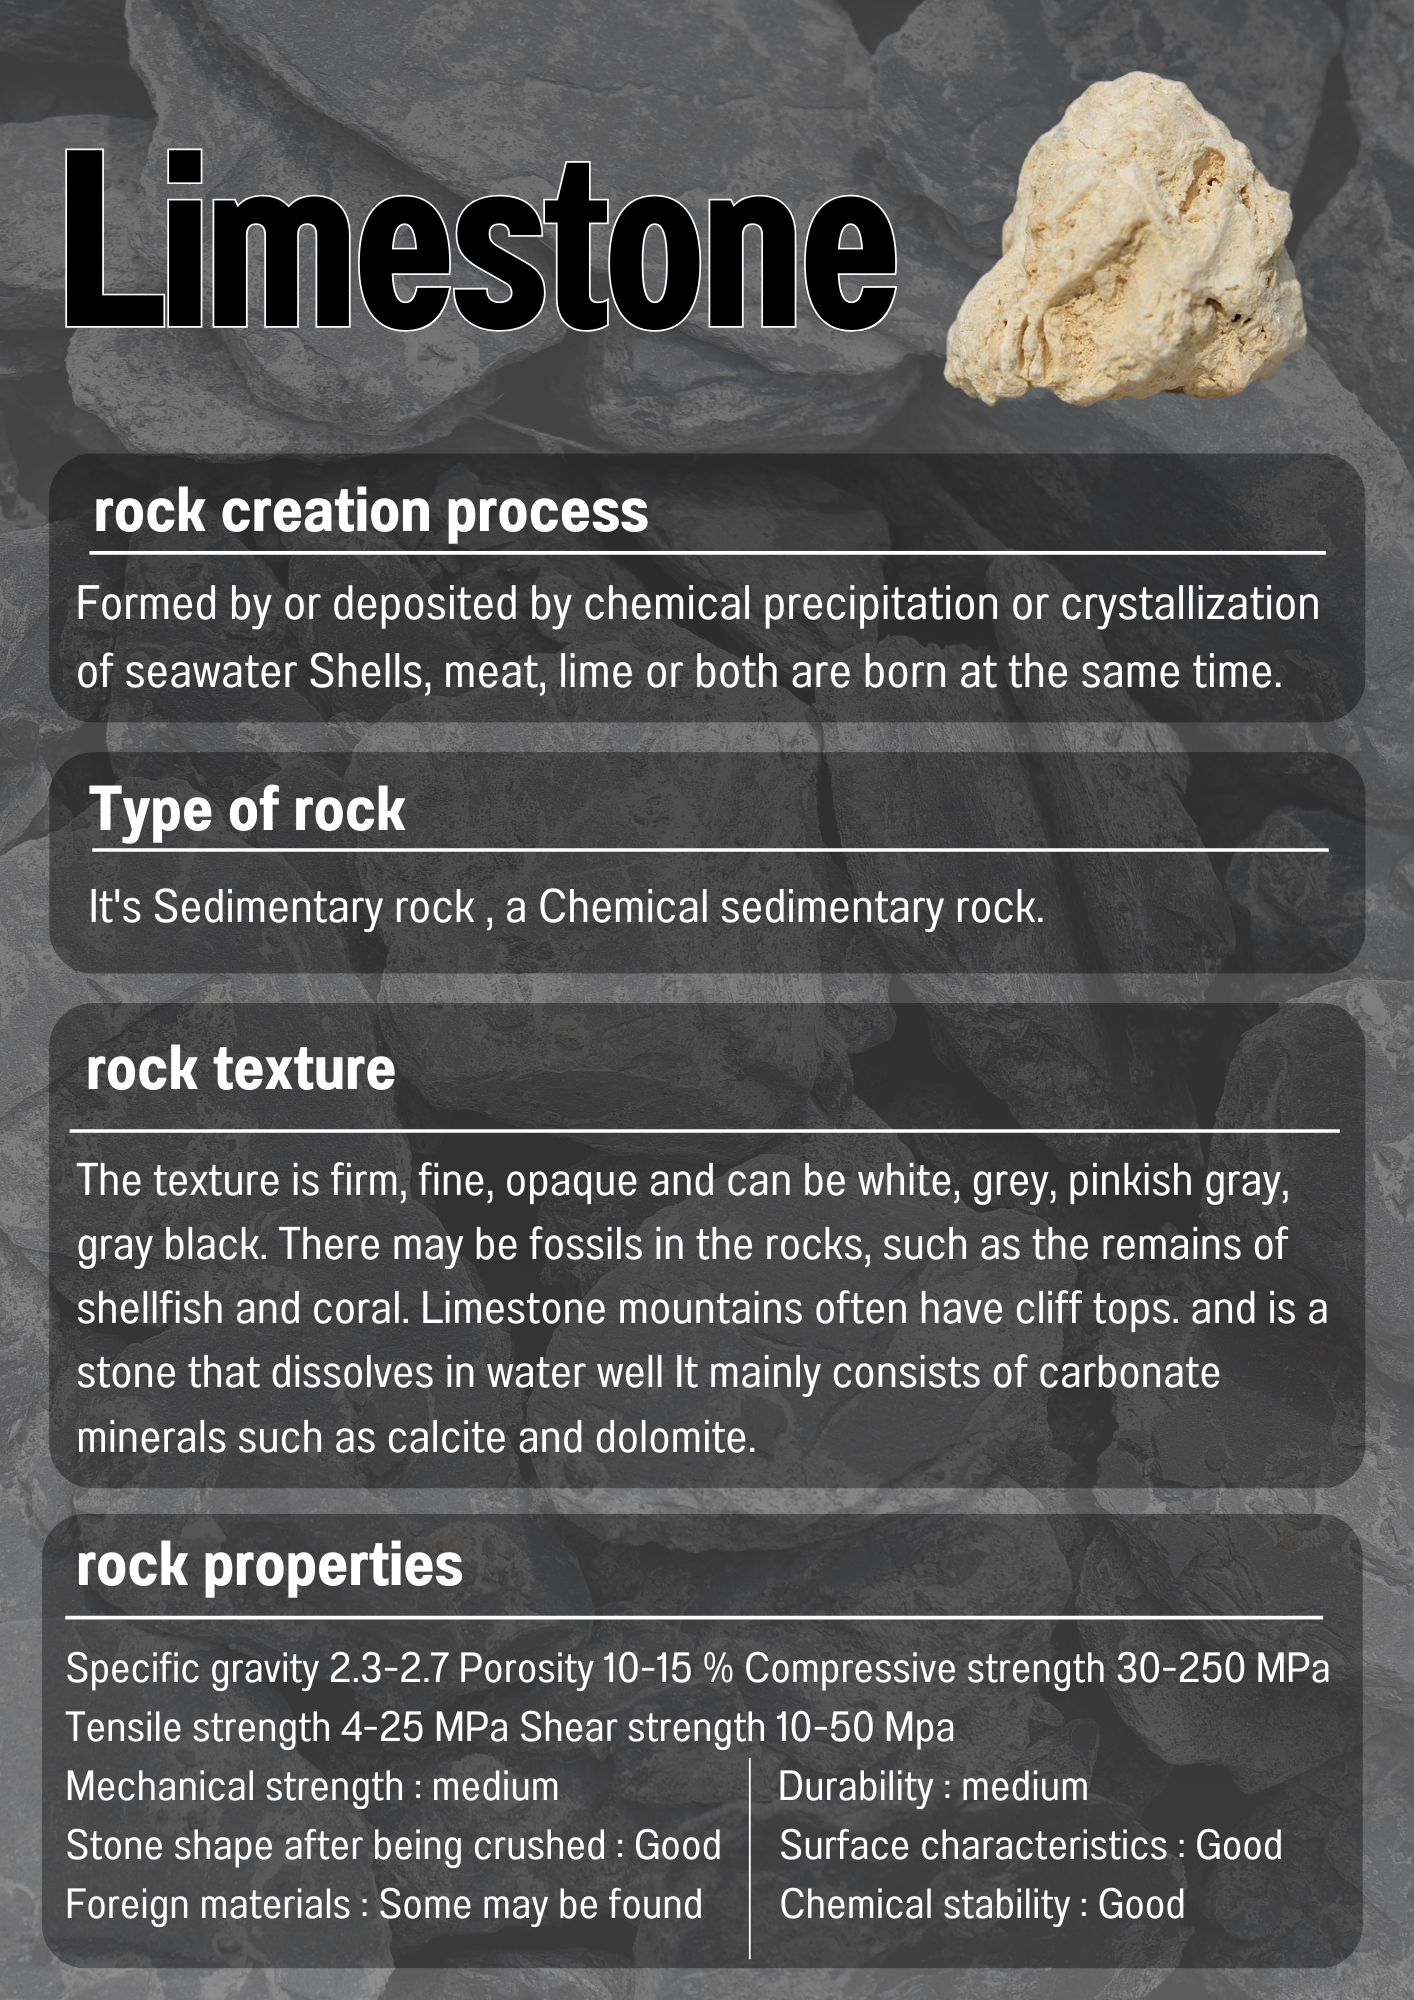 Limestone
rock creation process
Formed by or deposited by chemical precipitation or crystallization
of seawater Shells, meat, lime or both are born at the same time.
Type of rock
It's Sedimentary rock , a Chemical sedimentary rock.
rock texture
The texture is firm, fine, opaque and can be white, grey, pinkish gray,
gray black. There may be fossils in the rocks, such as the remains of
shellfish and coral. Limestone mountains often have cliff tops. and is a
stone that dissolves in water well It mainly consists of carbonate
minerals such as calcite and dolomite.
rock properties
Specific gravity 2.3-2.7 Porosity 10-15 % Compressive strength 30-250 MPa
Tensile strength 4-25 MPa Shear strength 10-50 Mpa
Mechanical strength : medium
Stone shape after being crushed : Good
Foreign materials : Some may be found
Durability : medium
Surface characteristics : Good
Chemical stability : Good